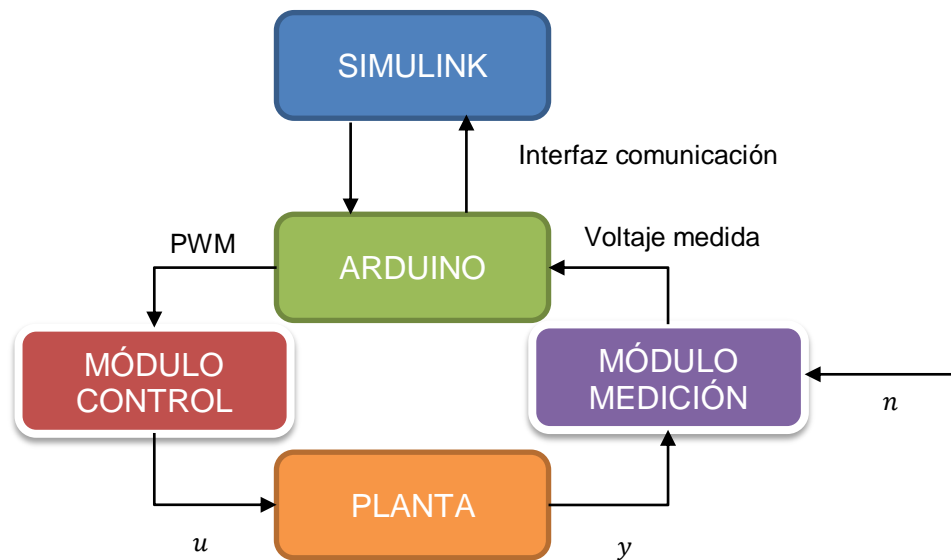 SIMULINK
Interfaz comunicación
PWM
Voltaje medida
ARDUINO
MÓDULO
CONTROL
MÓDULO
MEDICIÓN
n
PLANTA
u
y